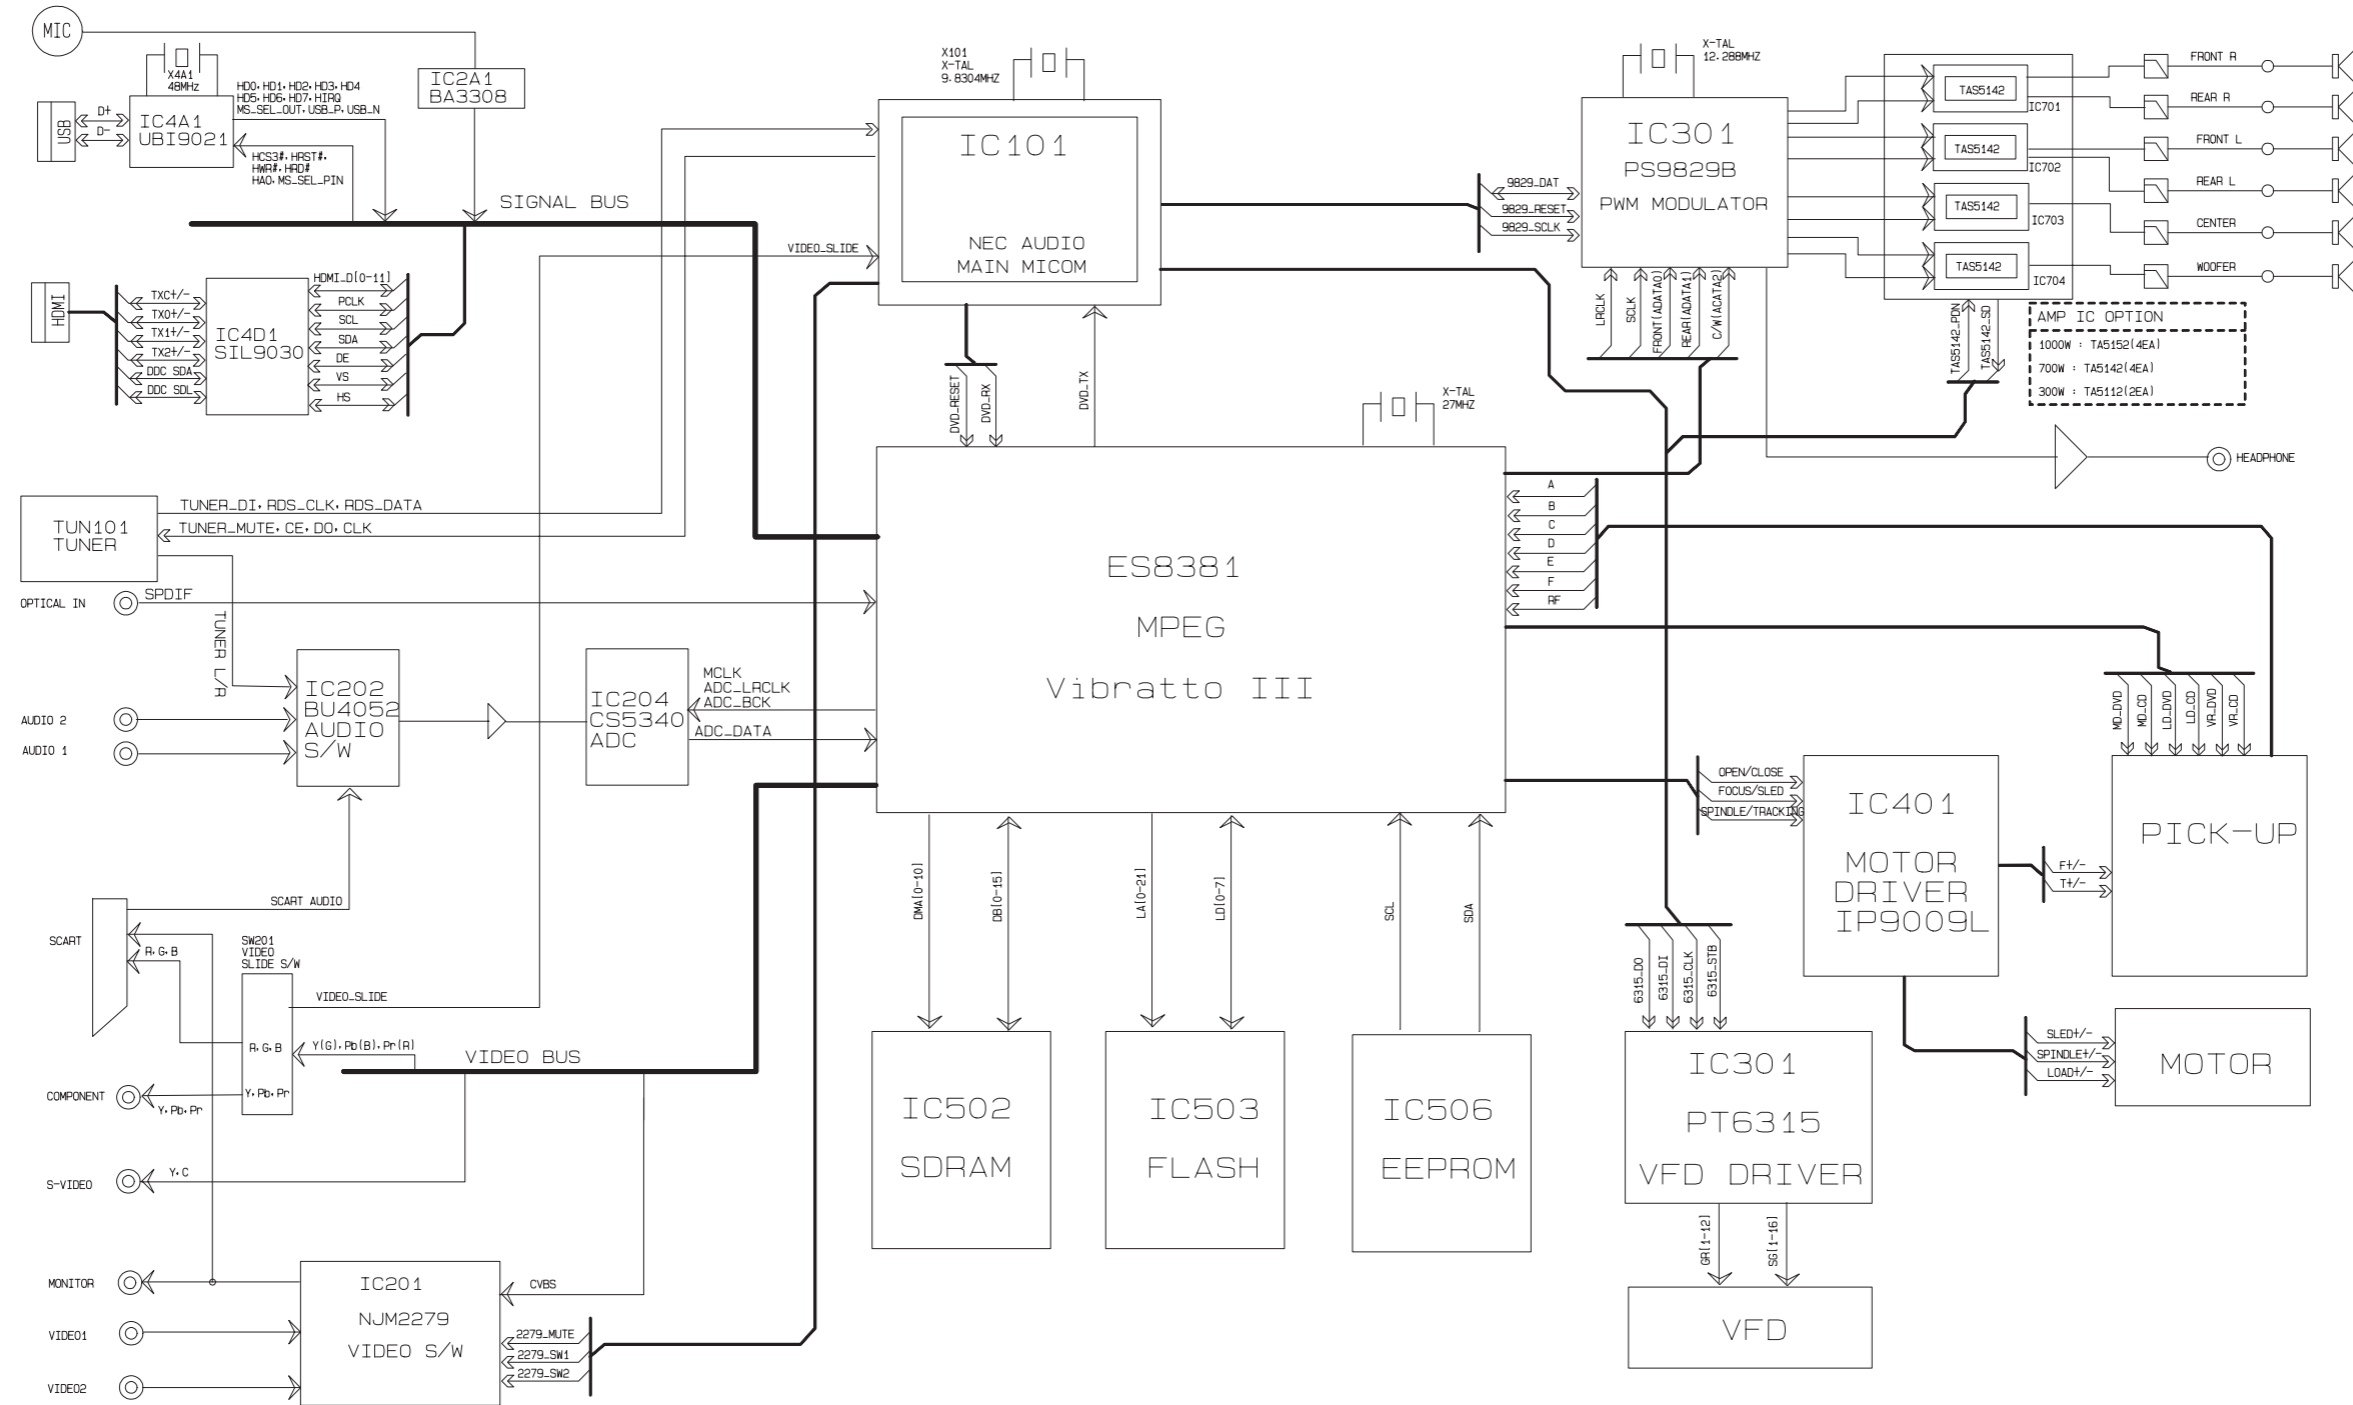 MIC
X4A1
48MHz
USB
D+
D-
IC4A1
UBI9021
HD0, HD1, HD2, HD3, HD4
HD5, HD6, HD7, HIRQ
MS_SEL_OUT, USB_P, USB_N
HCS3#, HRST#,
HWR#, HRD#
HA0, MS_SEL_PIN
IC2A1
BA3308
SIGNAL BUS
HDMI
TXC+/-
TX0+/-
TX1+/-
TX2+/-
DDC SDA
DDC SDL
IC4D1
SIL9030
HDMI_D[0-11]
PCLK
SCL
SDA
DE
VS
HS
X101
X-TAL
9.8304MHZ
IC101
NEC AUDIO
MAIN MICOM
VIDEO_SLIDE
DVD_RESET
DVD_RX
DVD_TX
X-TAL
12.288MHZ
IC301
PS9829B
PWM MODULATOR
9829_DAT
9829_RESET
9829_SCLK
LRCLK
SCLK
FRONT(ADATA0)
REAR(ADATA1)
C/W(ACATA2)
TAS5142
IC701
TAS5142
IC702
TAS5142
IC703
TAS5142
IC704
FRONT R
REAR R
FRONT L
REAR L
CENTER
WOOFER
TAS5142_PDN
TAS5142_SD
AMP IC OPTION
1000W : TA5152(4EA)
700W : TA5142(4EA)
300W : TA5112(2EA)
HEADPHONE
X-TAL
27MHZ
TUN101
TUNER
TUNER_DI, RDS_CLK, RDS_DATA
TUNER_MUTE, CE, DO, CLK
OPTICAL IN
SPDIF
TUNER L/R
AUDIO 2
AUDIO 1
IC202
BU4052
AUDIO
S/W
IC204
CS5340
ADC
MCLK
ADC_LRCLK
ADC_BCK
ADC_DATA
ES8381
MPEG
Vibratto III
A
B
C
D
E
F
RF
MD_DVD
MD_CD
LD_DVD
LD_CD
VR_DVD
VR_CD
OPEN/CLOSE
FOCUS/SLED
SPINDLE/TRACKING
IC401
MOTOR
DRIVER
IP9009L
F+/-
T+/-
PICK-UP
SLED+/-
SPINDLE+/-
LOAD+/-
MOTOR
DMA[0-10]
DB[0-15]
LA[0-21]
LD[0-7]
SCL
SDA
IC502
SDRAM
IC503
FLASH
IC506
EEPROM
6315_DO
6315_DI
6315_CLK
6315_STB
IC301
PT6315
VFD DRIVER
GR[1-12]
SG[1-16]
VFD
SCART
SCART AUDIO
R, G, B
SW201
VIDEO
SLIDE S/W
VIDEO_SLIDE
R, G, B
Y(G), Pb(B), Pr(R)
VIDEO BUS
COMPONENT
Y, Pb, Pr
Y, Pb, Pr
S-VIDEO
Y, C
MONITOR
VIDEO1
VIDEO2
IC201
NJM2279
VIDEO S/W
CVBS
2279_MUTE
2279_SW1
2279_SW2